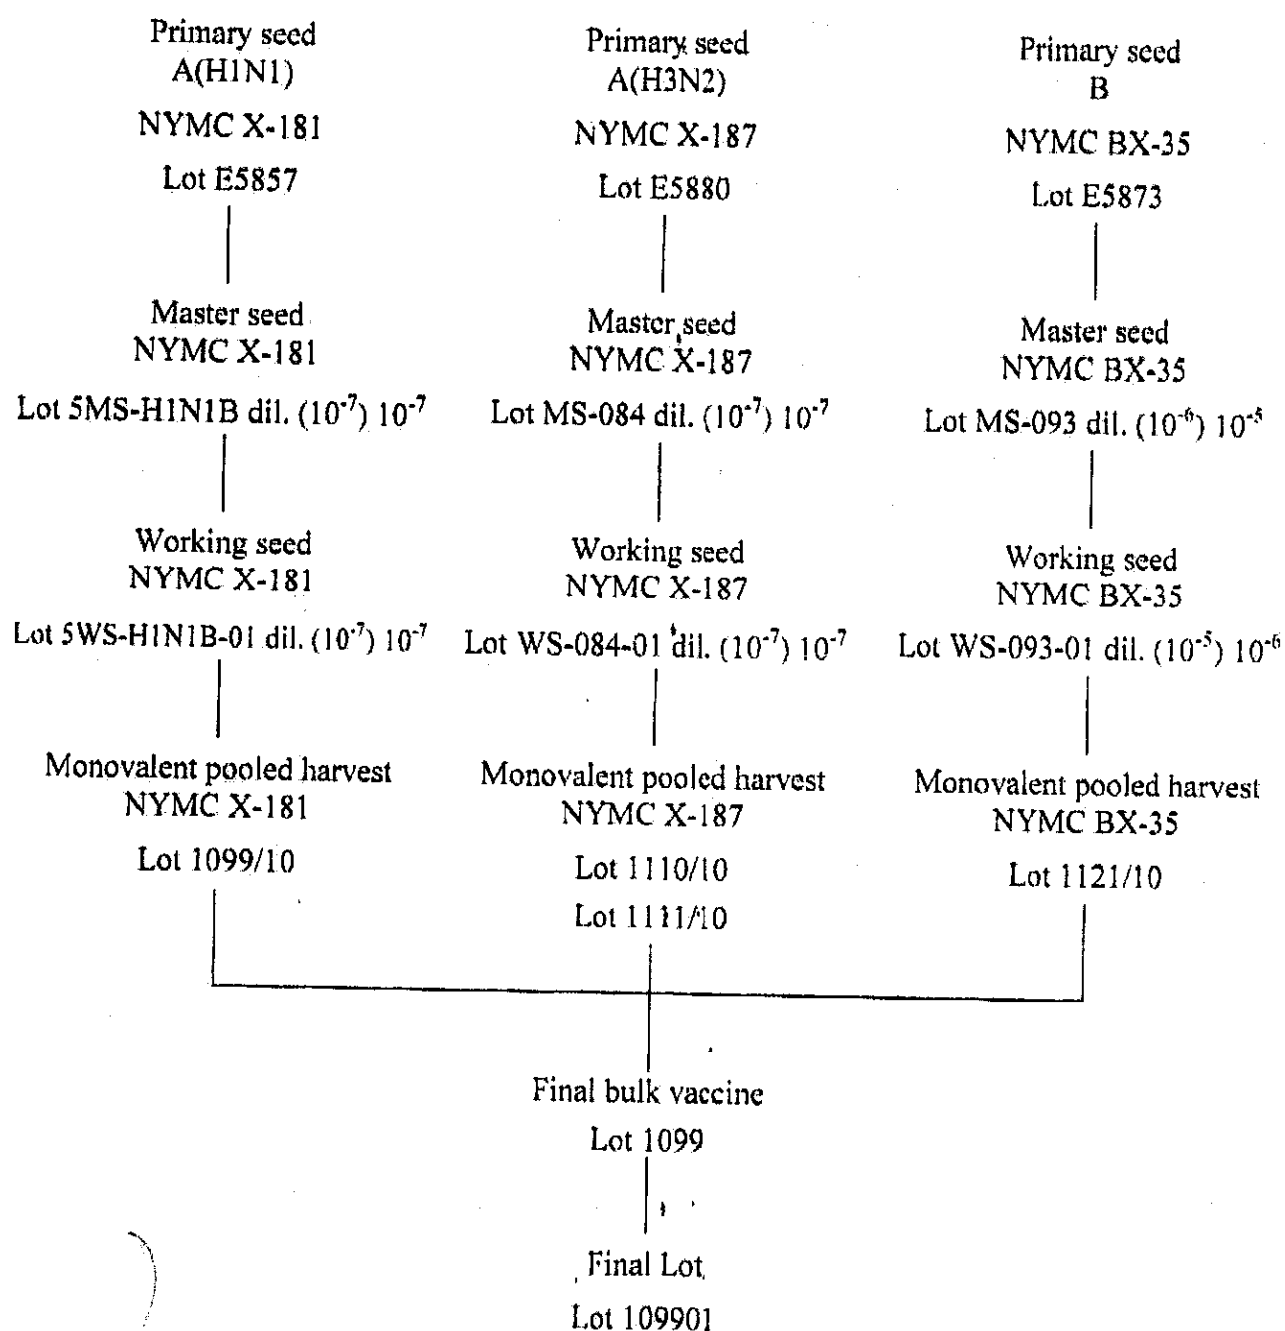 Primary seed
A(H1N1)
NYMC X-181
Lot E5857
Primary seed
A(H3N2)
NYMC X-187
Lot E5880
Primary seed
B
NYMC BX-35
Lot E5873
Master seed
NYMC X-181
Lot 5MS-H1N1B dil. (10⁻⁷) 10⁻⁷
Master seed
NYMC X-187
Lot MS-084 dil. (10⁻⁷) 10⁻⁷
Master seed
NYMC BX-35
Lot MS-093 dil. (10⁻⁶) 10⁻⁵
Working seed
NYMC X-181
Lot 5WS-H1N1B-01 dil. (10⁻⁷) 10⁻⁷
Working seed
NYMC X-187
Lot WS-084-01 dil. (10⁻⁷) 10⁻⁷
Working seed
NYMC BX-35
Lot WS-093-01 dil. (10⁻⁵) 10⁻⁶
Monovalent pooled harvest
NYMC X-181
Lot 1099/10
Monovalent pooled harvest
NYMC X-187
Lot 1110/10
Lot 1111/10
Monovalent pooled harvest
NYMC BX-35
Lot 1121/10
Final bulk vaccine
Lot 1099
Final Lot
Lot 109901